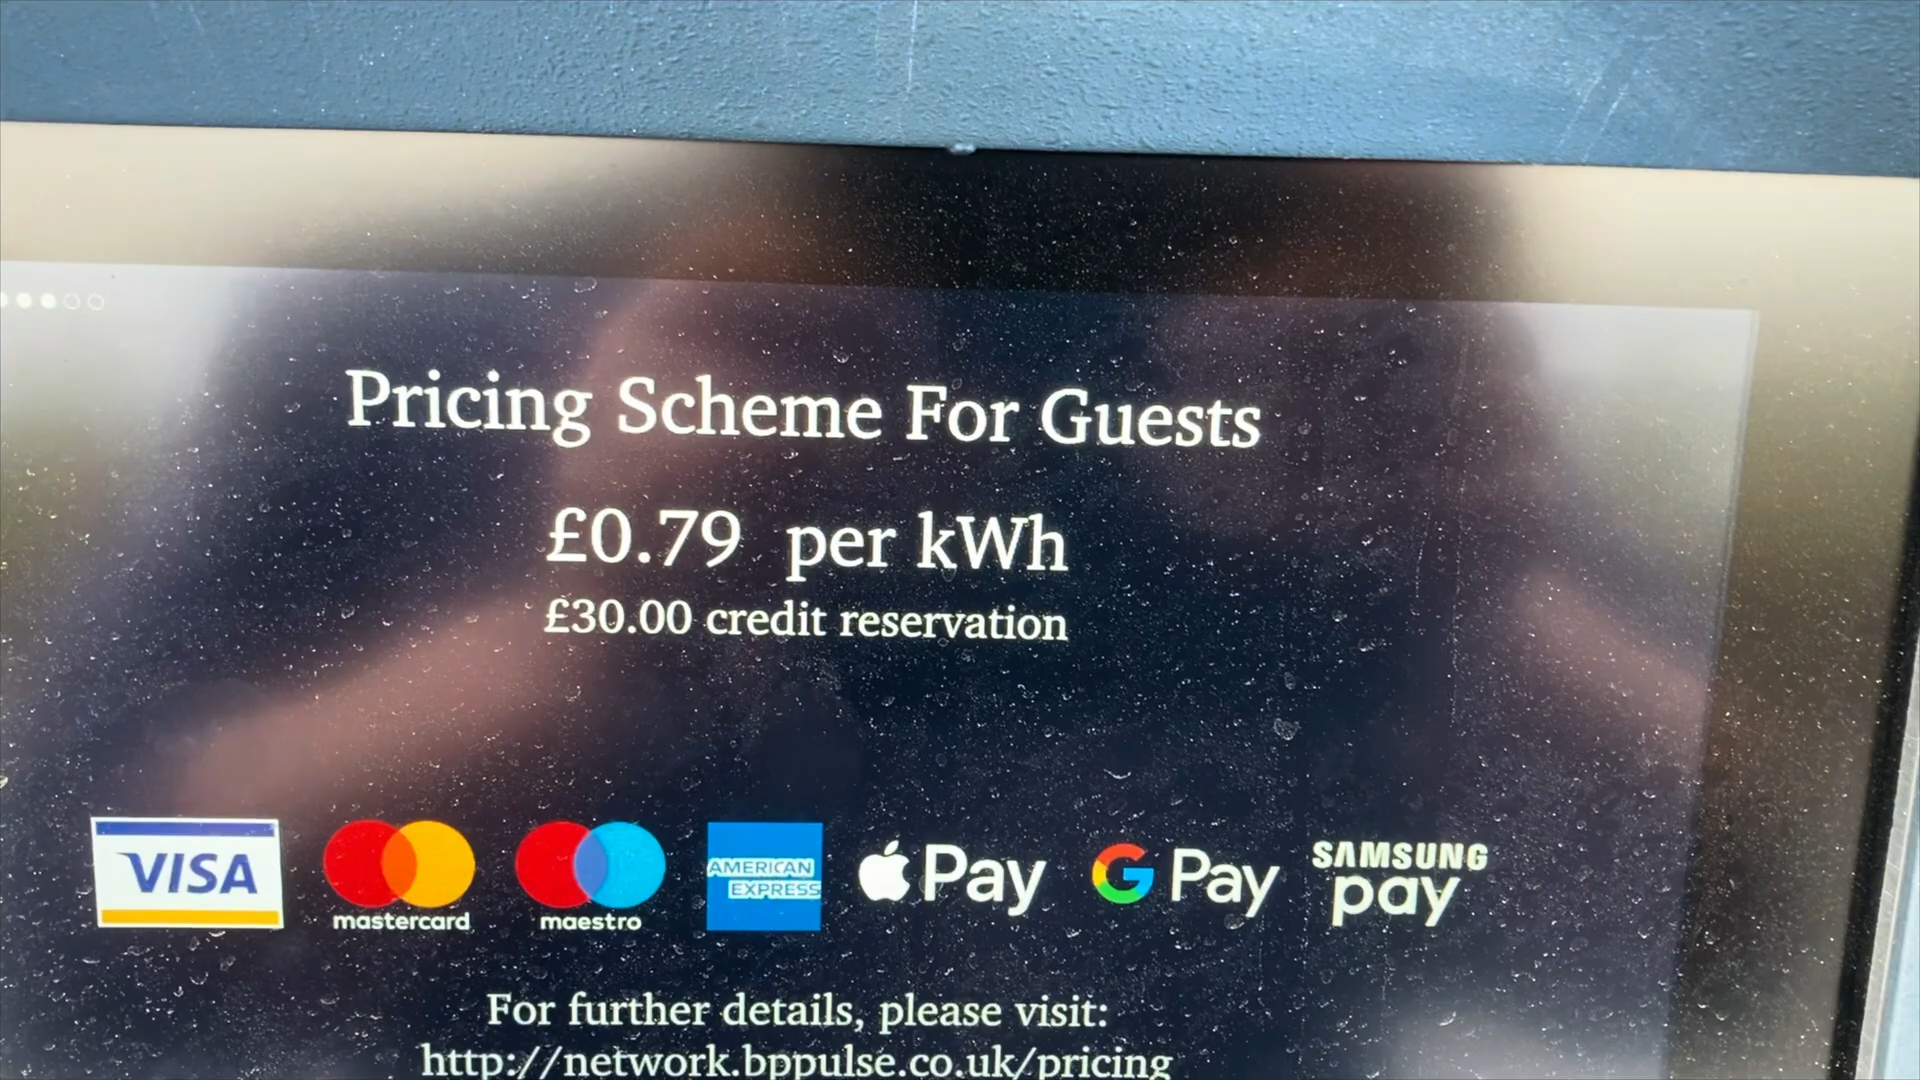 Pricing Scheme For Guests
£0.79 per kWh
£30.00 credit reservation
VISA
mastercard
maestro
AMERICAN
EXPRESS
Pay
G Pay
SAMSUNG
pay
For further details, please visit:
http://network.bppulse.co.uk/pricing